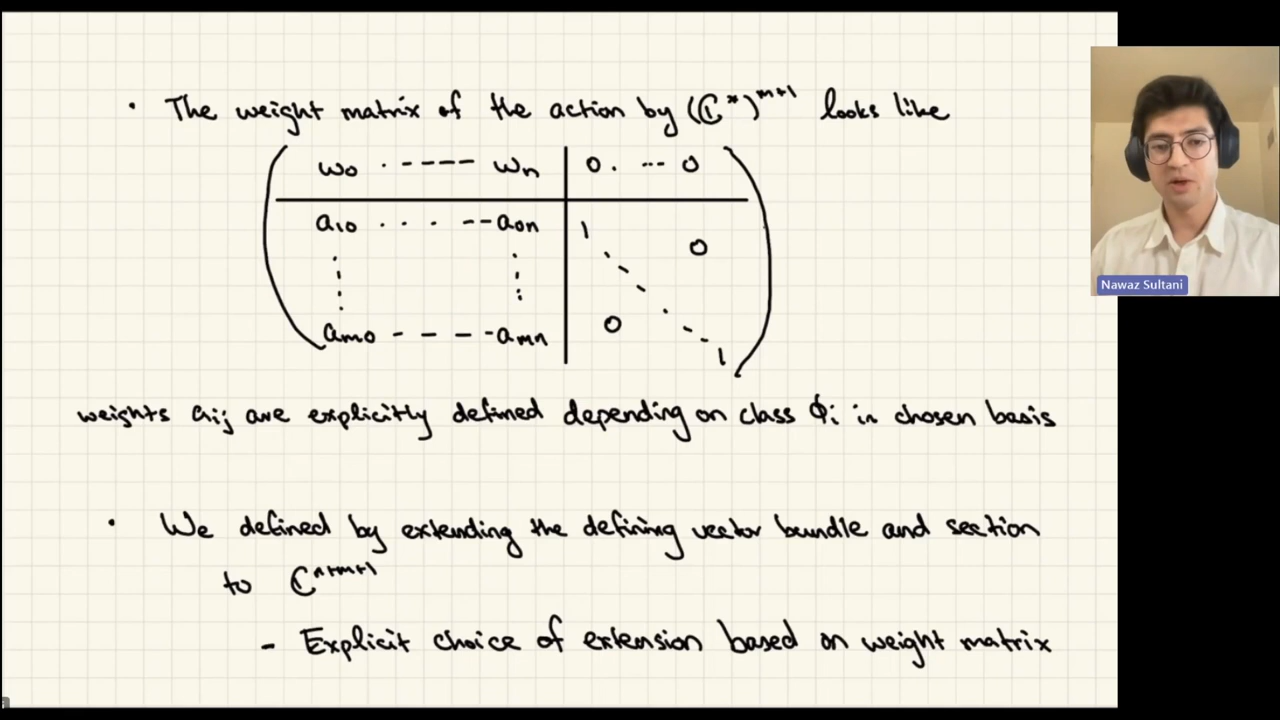 • The weight matrix of the action by (ℂ*)^{m+1} looks like
w₀ · ---- wₙ | 0 . --- 0
a₁₀ . . . -- a₀ₙ | 1 0
⋮ ⋮ ⋱
aₘ₀ - - - - aₘₙ | 0 1
weights aᵢⱼ are explicitly defined depending on class ϕᵢ in chosen basis
• We defined by extending the defining vector bundle and section
to ℂ^{n+m+1}
- Explicit choice of extension based on weight matrix
Nawaz Sultani